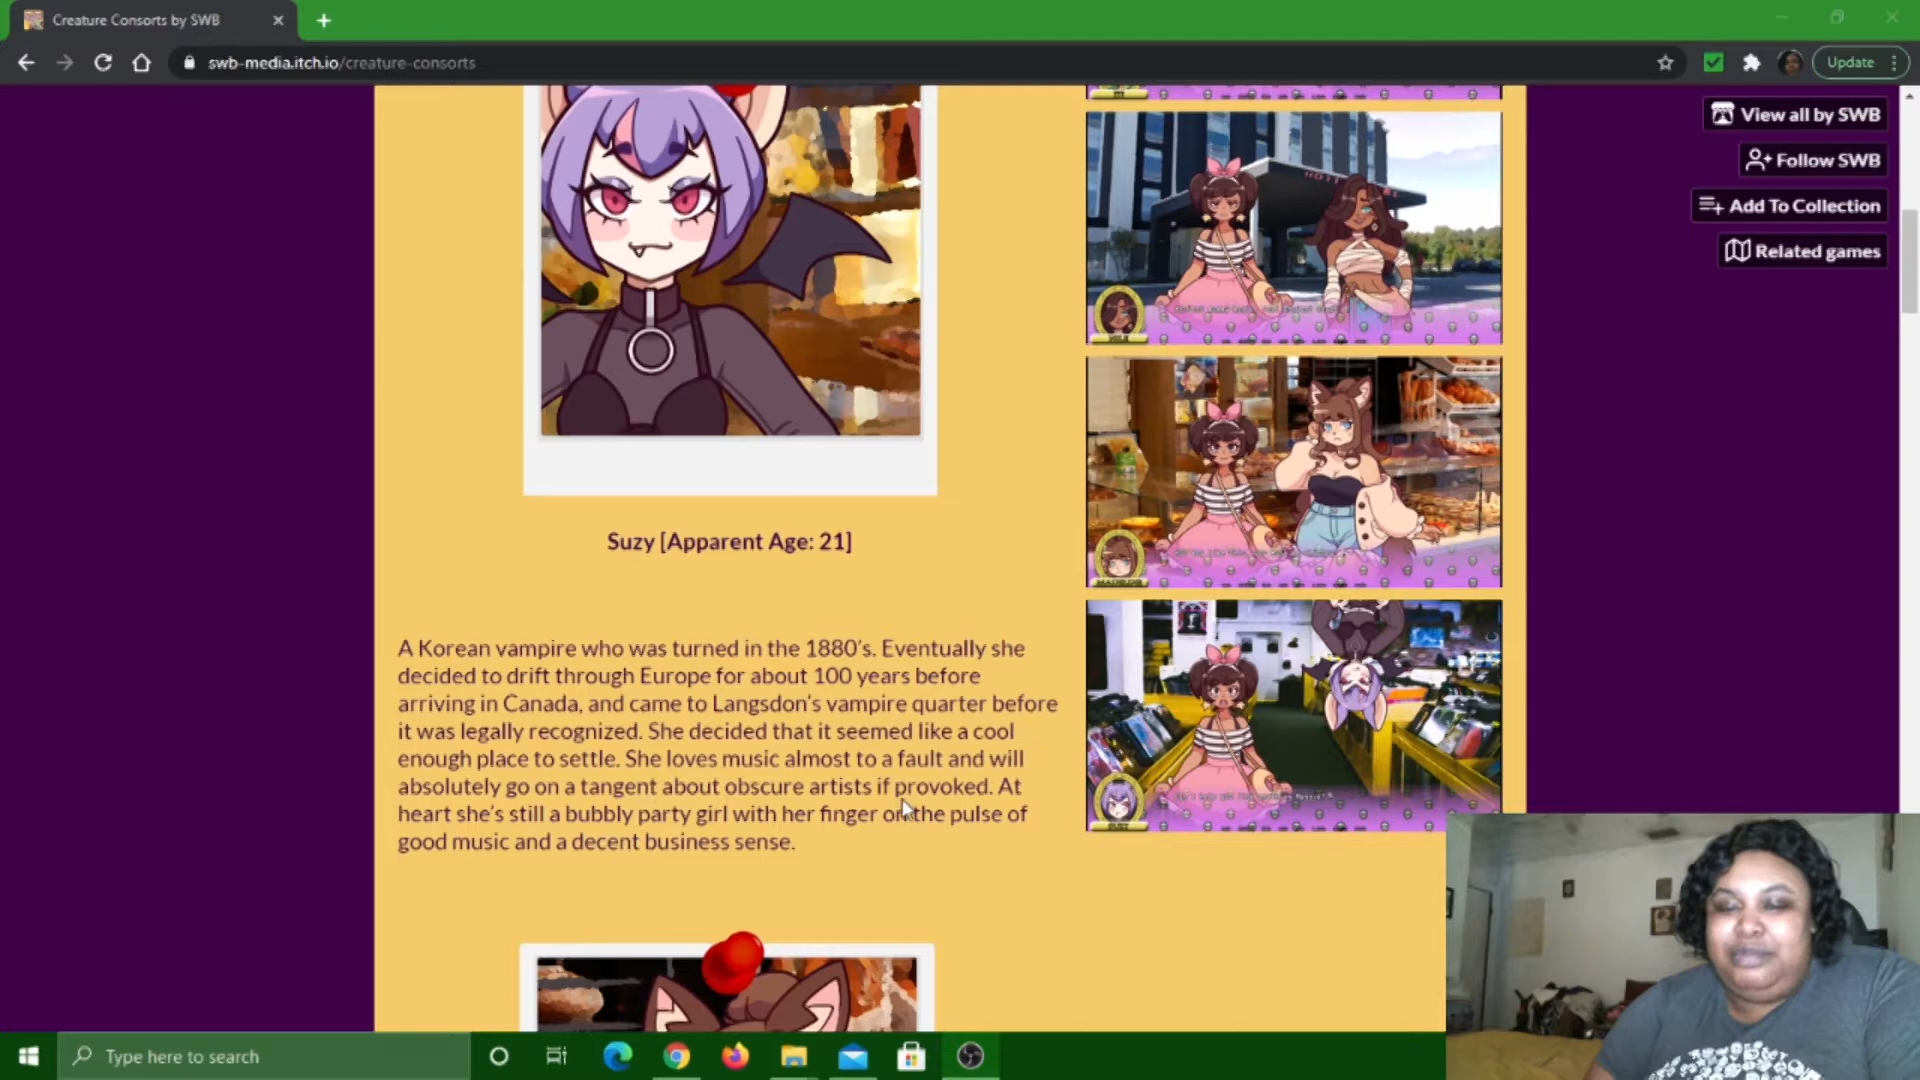 Creature Consorts by SWB
swb-media.itch.io/creature-consorts
Update
View all by SWB
Follow SWB
Add To Collection
Related games
Suzy [Apparent Age: 21]
A Korean vampire who was turned in the 1880's. Eventually she
decided to drift through Europe for about 100 years before
arriving in Canada, and came to Langsdon's vampire quarter before
it was legally recognized. She decided that it seemed like a cool
enough place to settle. She loves music almost to a fault and will
absolutely go on a tangent about obscure artists if provoked. At
heart she's still a bubbly party girl with her finger on the pulse of
good music and a decent business sense.
Type here to search